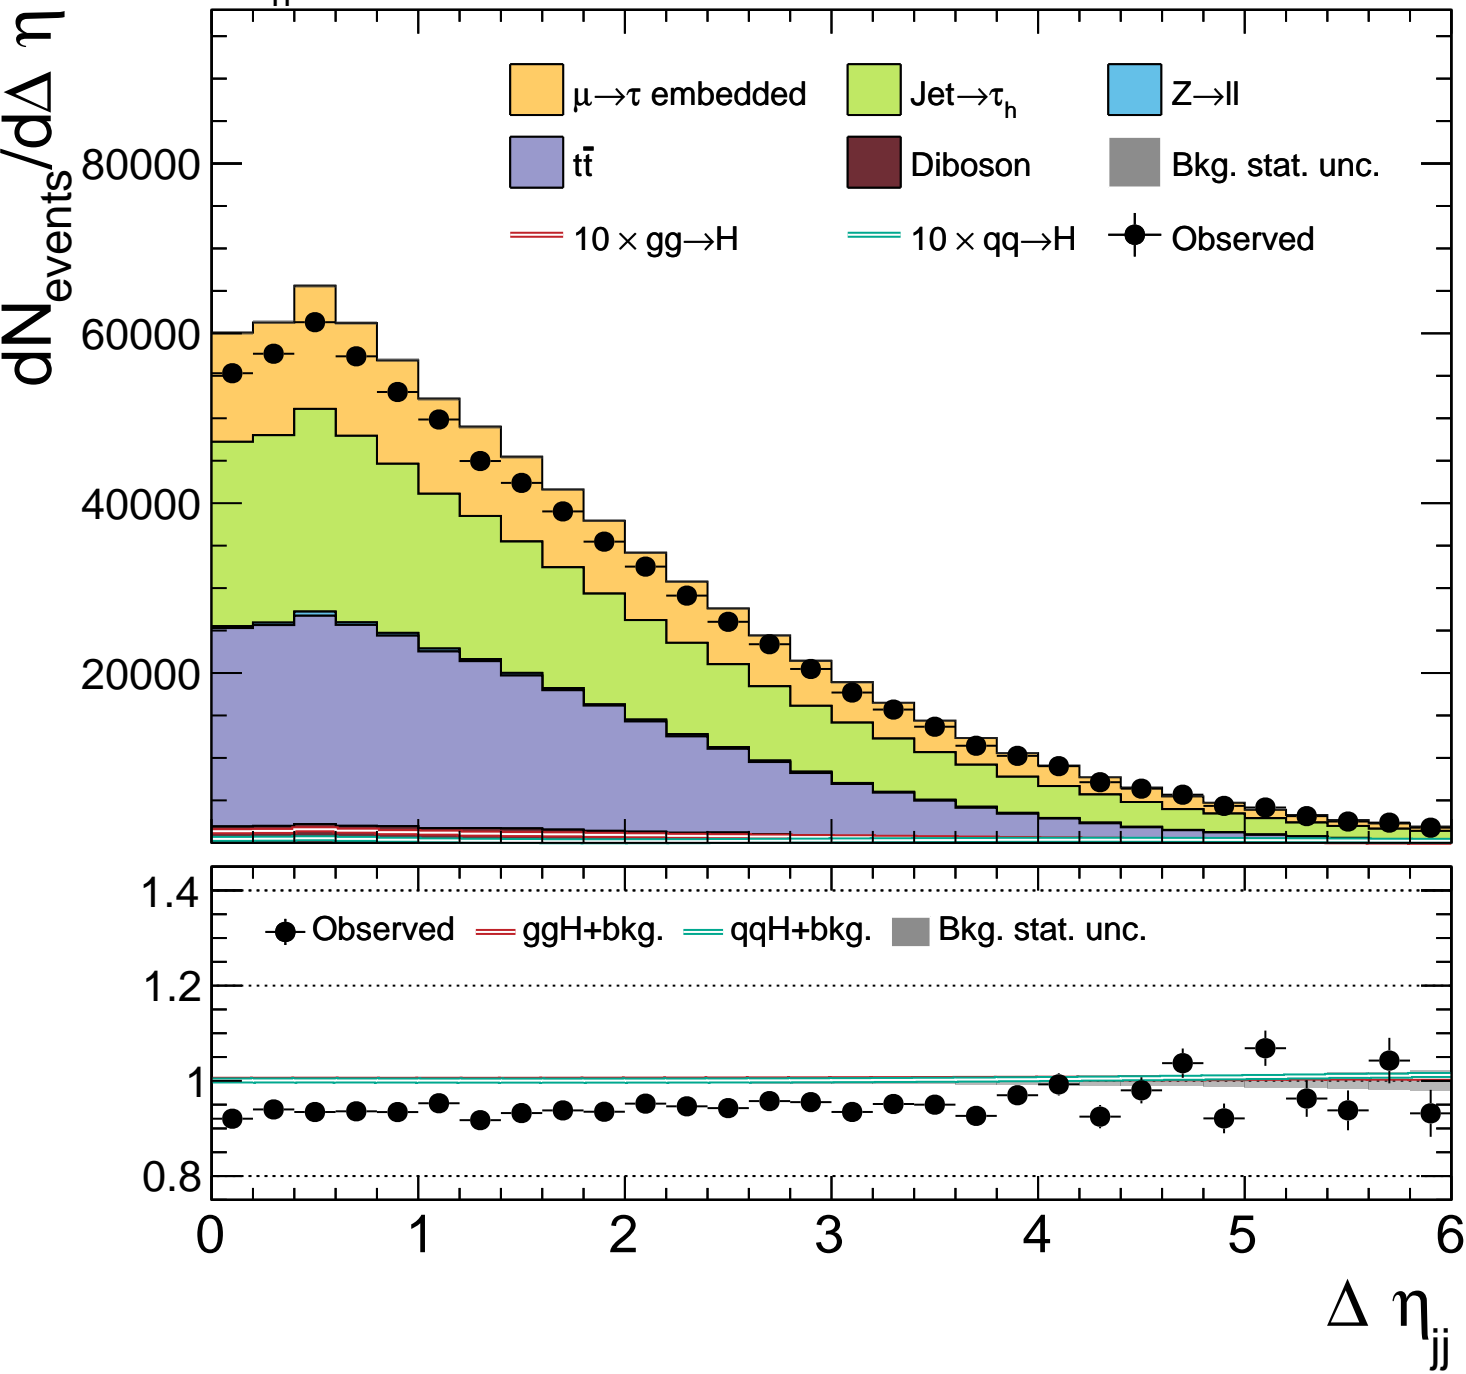 dN_events/dΔ η
80000
60000
40000
20000
μ→τ embedded
Jet→τ_h
Z→ll
tt̄
Diboson
Bkg. stat. unc.
10 × gg→H
10 × qq→H
Observed
1.4
1.2
1
0.8
Observed
ggH+bkg.
qqH+bkg.
Bkg. stat. unc.
0 1 2 3 4 5 6
Δ η_jj